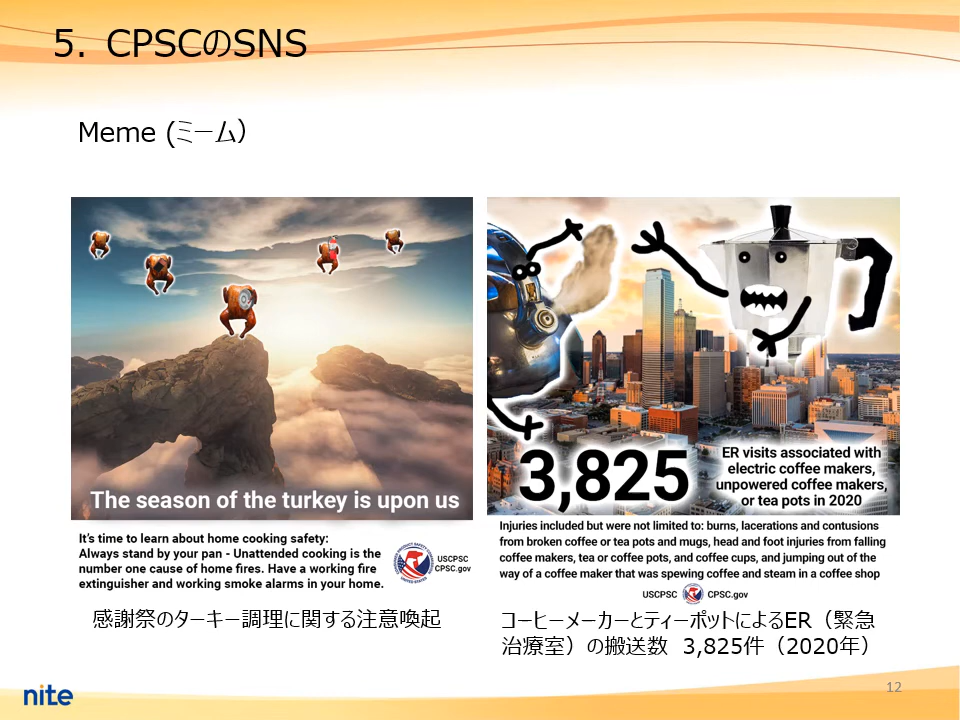 5. CPSCのSNS
Meme (ミーム）
The season of the turkey is upon us
It's time to learn about home cooking safety:
Always stand by your pan - Unattended cooking is the
number one cause of home fires. Have a working fire
extinguisher and working smoke alarms in your home.
USCPSC
CPSC.gov
感謝祭のターキー調理に関する注意喚起
3,825
ER visits associated with
electric coffee makers,
unpowered coffee makers,
or tea pots in 2020
Injuries included but were not limited to: burns, lacerations and contusions
from broken coffee or tea pots and mugs, head and foot injuries from falling
coffee makers, tea or coffee pots, and coffee cups, and jumping out of the
way of a coffee maker that was spewing coffee and steam in a coffee shop
USCPSC CPSC.gov
コーヒーメーカーとティーポットによるER（緊急
治療室）の搬送数 3,825件（2020年）
nite
12